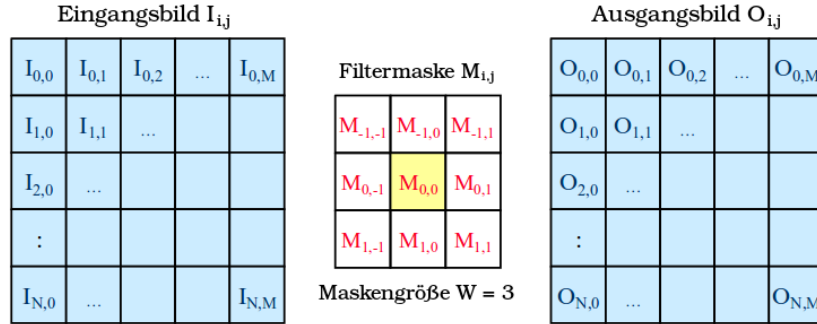 Eingangsbild I_{i,j}
I_{0,0} I_{0,1} I_{0,2} ... I_{0,M}
I_{1,0} I_{1,1} ...
I_{2,0} ...
:
I_{N,0} ... I_{N,M}
Filtermaske M_{i,j}
M_{-1,-1} M_{-1,0} M_{-1,1}
M_{0,-1} M_{0,0} M_{0,1}
M_{1,-1} M_{1,0} M_{1,1}
Maskengröße W = 3
Ausgangsbild O_{i,j}
O_{0,0} O_{0,1} O_{0,2} ... O_{0,M}
O_{1,0} O_{1,1} ...
O_{2,0} ...
:
O_{N,0} ... O_{N,M}